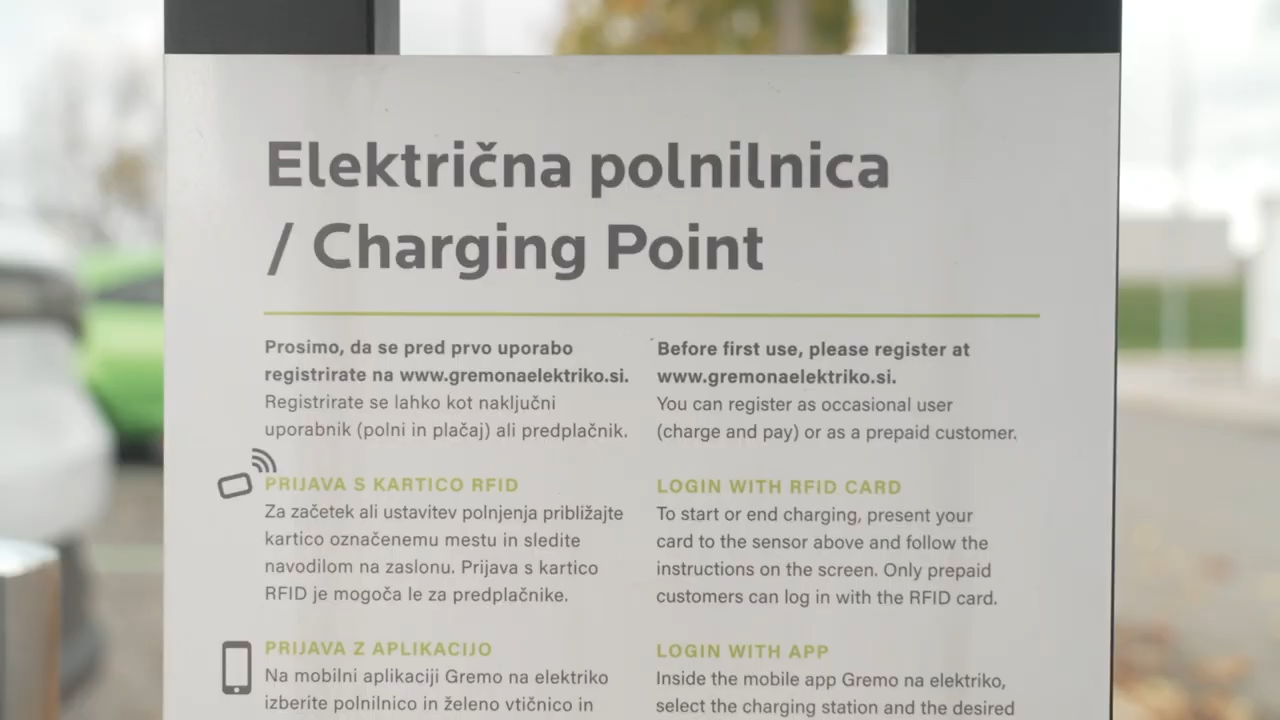 Električna polnilnica
/ Charging Point
Prosimo, da se pred prvo uporabo
registrirate na www.gremonaelektriko.si.
Registrirate se lahko kot naključni
uporabnik (polni in plačaj) ali predplačnik.
PRIJAVA S KARTICO RFID
Za začetek ali ustavitev polnjenja približajte
kartico označenemu mestu in sledite
navodilom na zaslonu. Prijava s kartico
RFID je mogoča le za predplačnike.
PRIJAVA Z APLIKACIJO
Na mobilni aplikaciji Gremo na elektriko
izberite polnilnico in želeno vtičnico in
Before first use, please register at
www.gremonaelektriko.si.
You can register as occasional user
(charge and pay) or as a prepaid customer.
LOGIN WITH RFID CARD
To start or end charging, present your
card to the sensor above and follow the
instructions on the screen. Only prepaid
customers can log in with the RFID card.
LOGIN WITH APP
Inside the mobile app Gremo na elektriko,
select the charging station and the desired